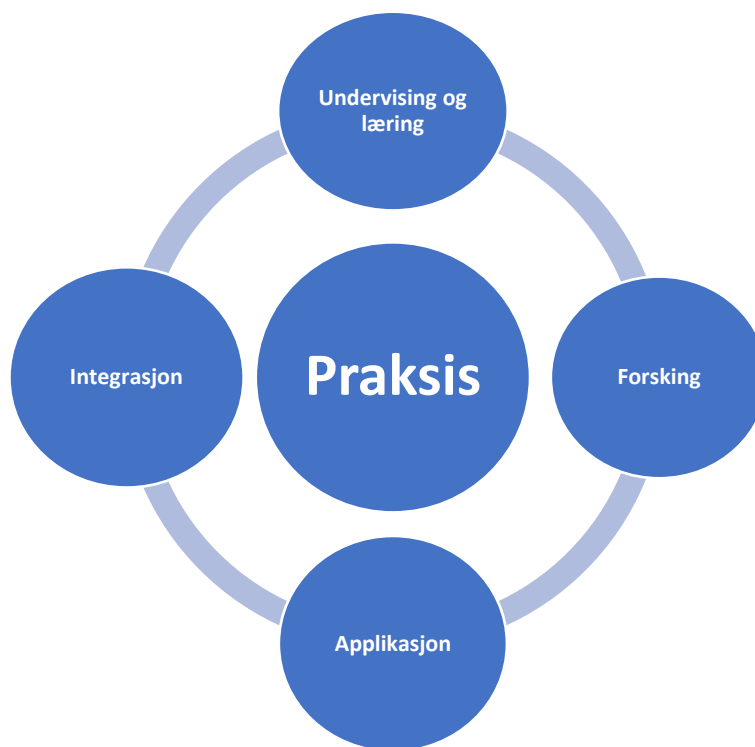 Undervising og
læring
Integrasjon
Praksis
Forsking
Applikasjon